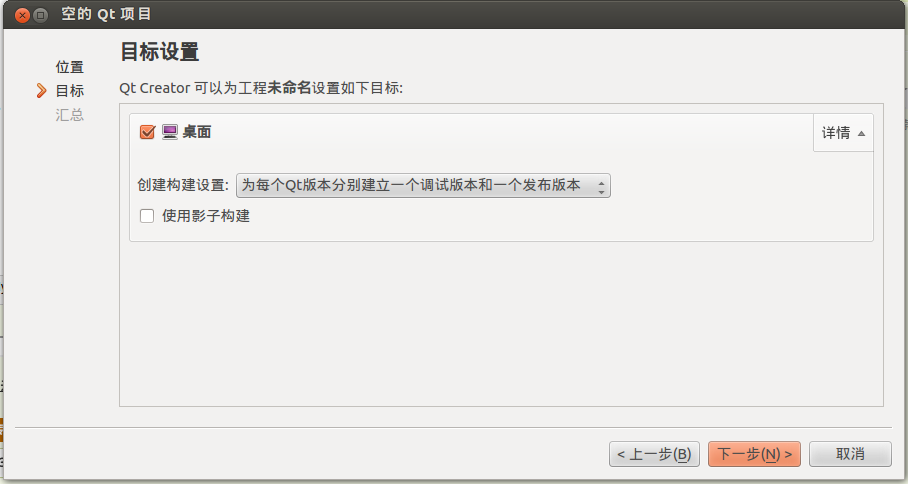 空的 Qt 项目
位置
目标
汇总
目标设置
Qt Creator 可以为工程未命名设置如下目标:
桌面
详情
创建构建设置: 为每个Qt版本分别建立一个调试版本和一个发布版本
使用影子构建
< 上一步(B) 下一步(N) > 取消